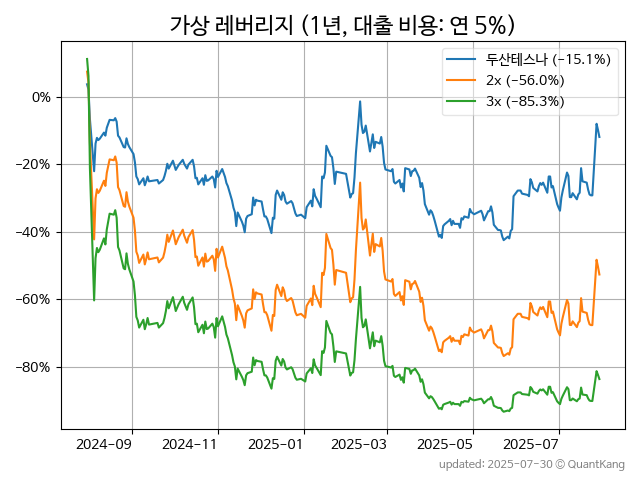 가상 레버리지 (1년, 대출 비용: 연 5%)
두산테스나 (-15.1%)
2x (-56.0%)
3x (-85.3%)
0%
−20%
−40%
−60%
−80%
2024-09 2024-11 2025-01 2025-03 2025-05 2025-07
updated: 2025-07-30 © QuantKang